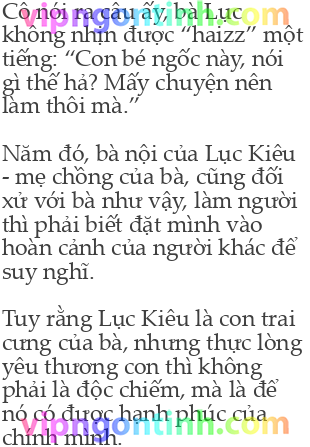 Cô nói ra câu ấy, bà Lục
không nhịn được “haizz” một
tiếng: “Con bé ngốc này, nói
gì thế hả? Mấy chuyện nên
làm thôi mà.”
Năm đó, bà nội của Lục Kiêu
- mẹ chồng của bà, cũng đối
xử với bà như vậy, làm người
thì phải biết đặt mình vào
hoàn cảnh của người khác để
suy nghĩ.
Tuy rằng Lục Kiêu là con trai
cưng của bà, nhưng thực lòng
yêu thương con thì không
phải là độc chiếm, mà là để
nó có được hạnh phúc của
chính mình.
vipngontinh.com
vipngontinh.com